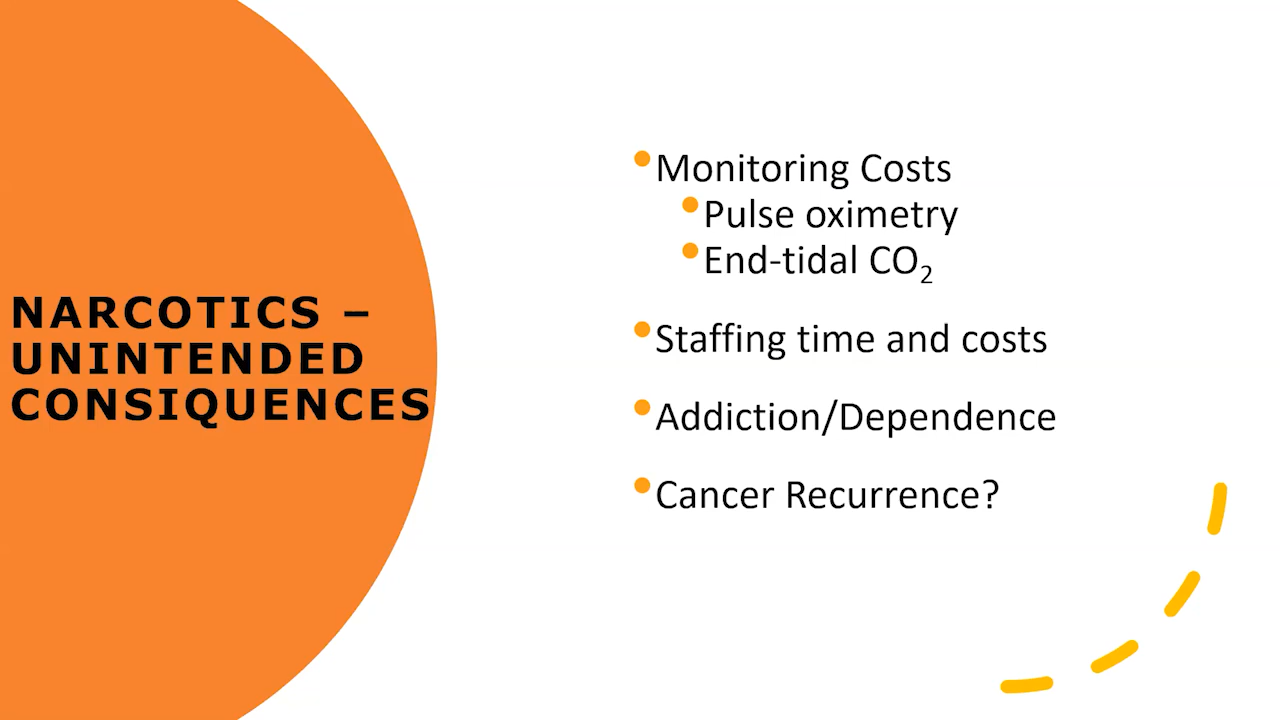 NARCOTICS –
UNINTENDED
CONSIQUENCES
Monitoring Costs
Pulse oximetry
End-tidal CO₂
Staffing time and costs
Addiction/Dependence
Cancer Recurrence?